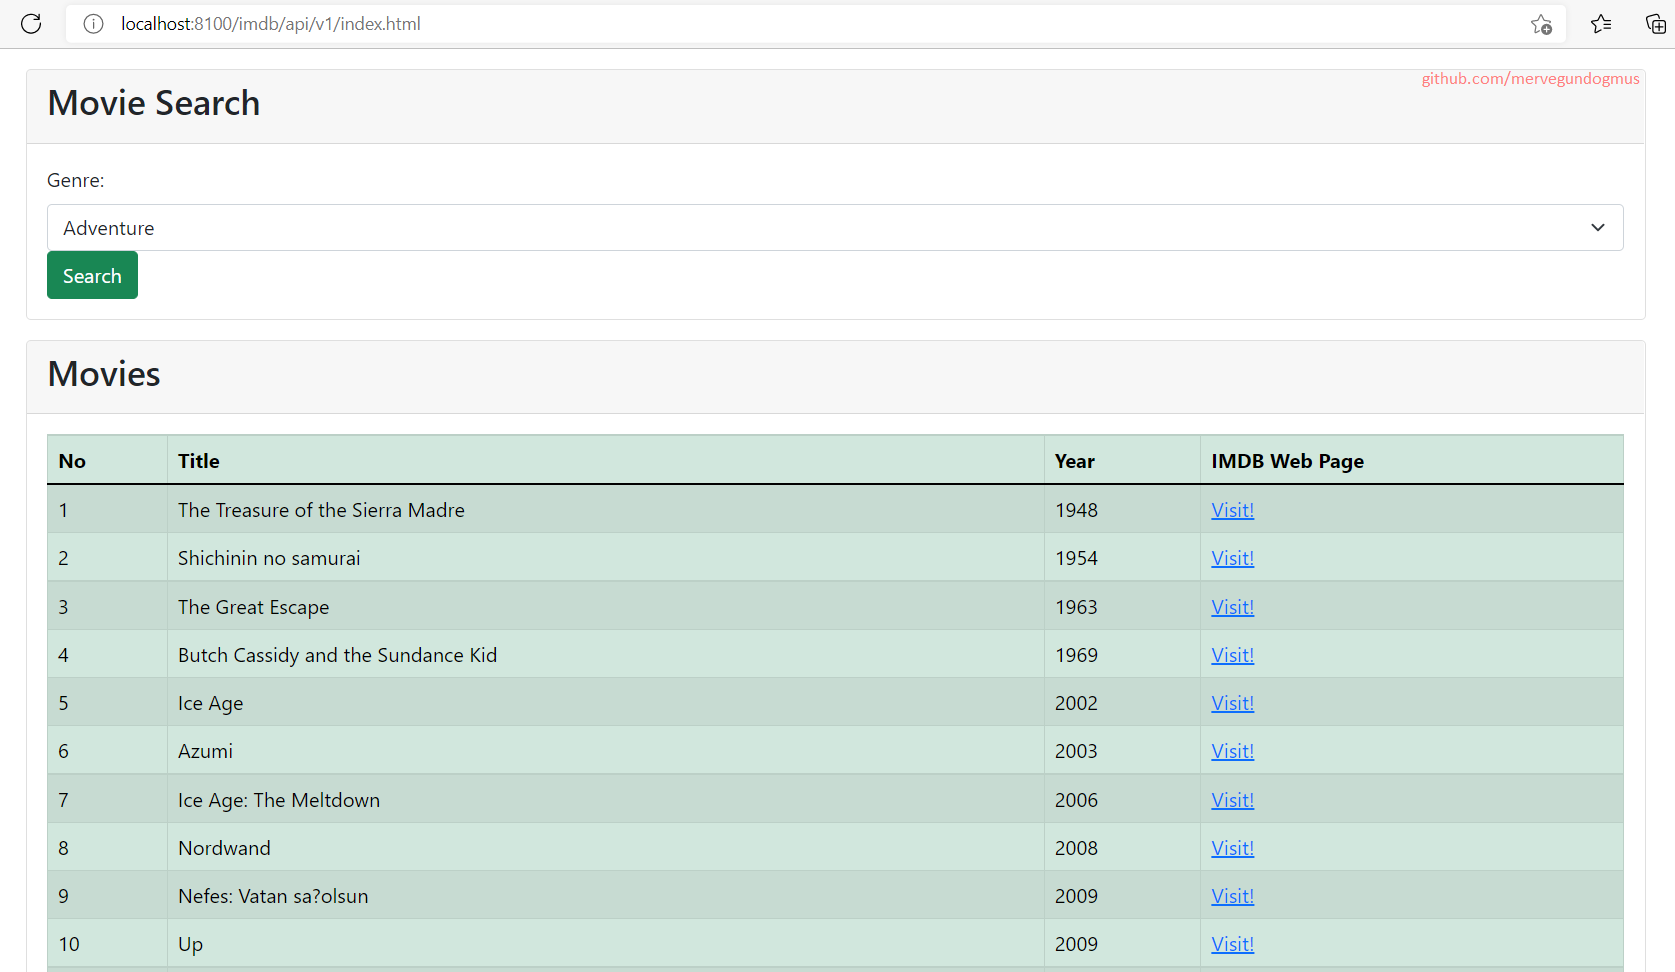 localhost:8100/imdb/api/v1/index.html
github.com/mervegundogmus
Movie Search
Genre:
Adventure
Search
Movies
No Title Year IMDB Web Page
1 The Treasure of the Sierra Madre 1948 Visit!
2 Shichinin no samurai 1954 Visit!
3 The Great Escape 1963 Visit!
4 Butch Cassidy and the Sundance Kid 1969 Visit!
5 Ice Age 2002 Visit!
6 Azumi 2003 Visit!
7 Ice Age: The Meltdown 2006 Visit!
8 Nordwand 2008 Visit!
9 Nefes: Vatan sa?olsun 2009 Visit!
10 Up 2009 Visit!